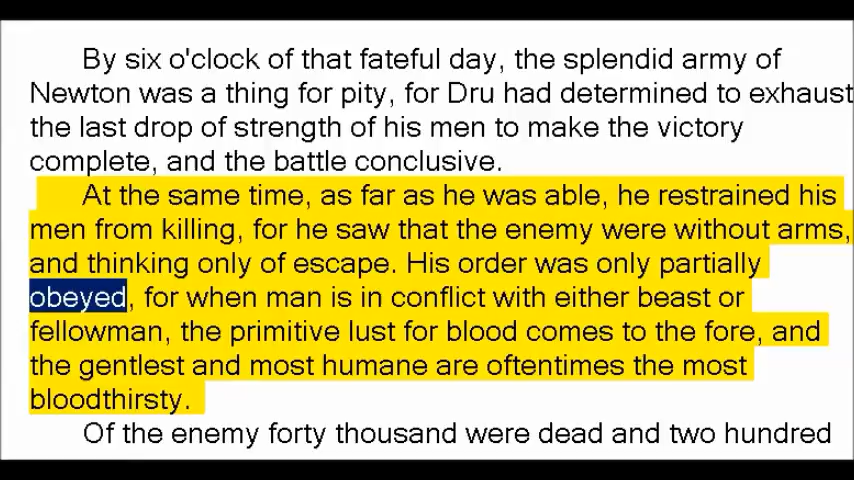 By six o'clock of that fateful day, the splendid army of
Newton was a thing for pity, for Dru had determined to exhaust
the last drop of strength of his men to make the victory
complete, and the battle conclusive.
At the same time, as far as he was able, he restrained his
men from killing, for he saw that the enemy were without arms,
and thinking only of escape. His order was only partially
obeyed, for when man is in conflict with either beast or
fellowman, the primitive lust for blood comes to the fore, and
the gentlest and most humane are oftentimes the most
bloodthirsty.
Of the enemy forty thousand were dead and two hundred